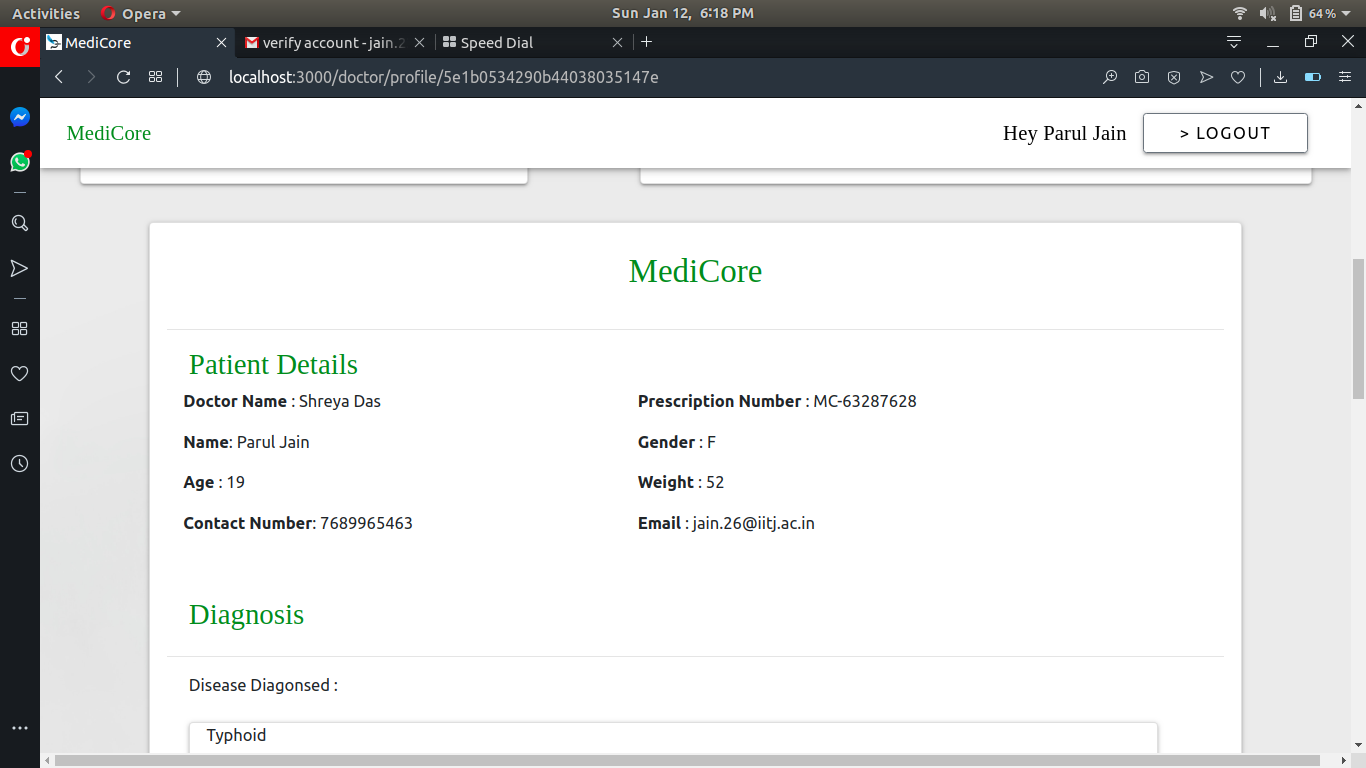 Activities Opera Sun Jan 12, 6:18 PM 64%
MediCore verify account - jain.2 Speed Dial
localhost:3000/doctor/profile/5e1b0534290b44038035147e
MediCore Hey Parul Jain > LOGOUT
MediCore
Patient Details
Doctor Name : Shreya Das Prescription Number : MC-63287628
Name: Parul Jain Gender : F
Age : 19 Weight : 52
Contact Number: 7689965463 Email : jain.26@iitj.ac.in
Diagnosis
Disease Diagonsed :
Typhoid